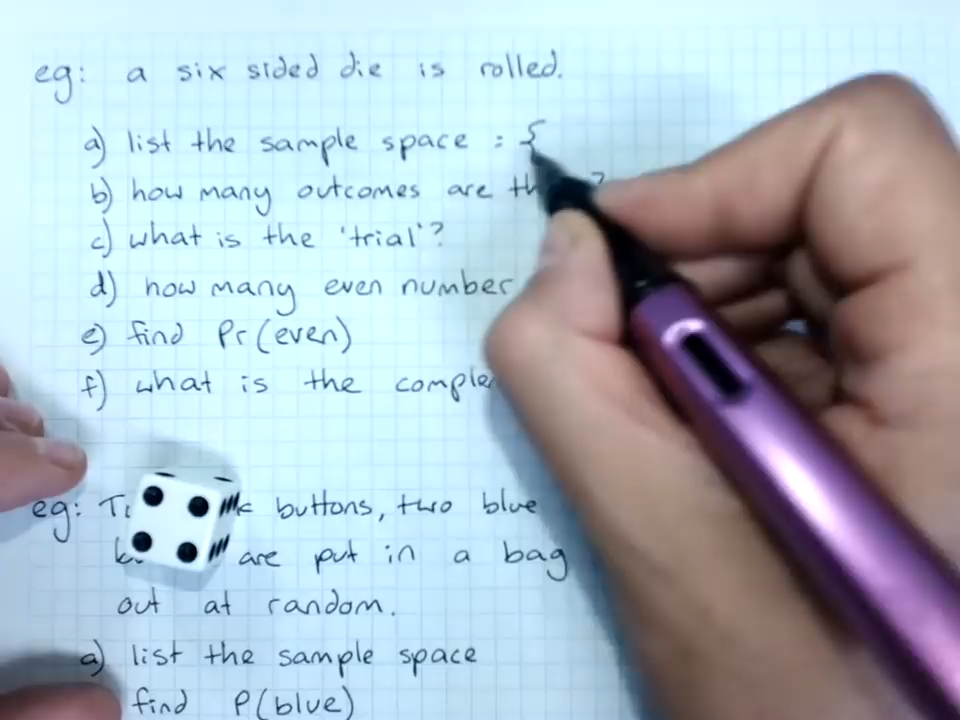 eg: a six sided die is rolled.
a) list the sample space : {
b) how many outcomes are ?
c) what is the 'trial'?
d) how many even number
e) find Pr(even)
f) what is the
eg: buttons, two blue
are put in a bag
out at random.
a) list the sample space
find P(blue)